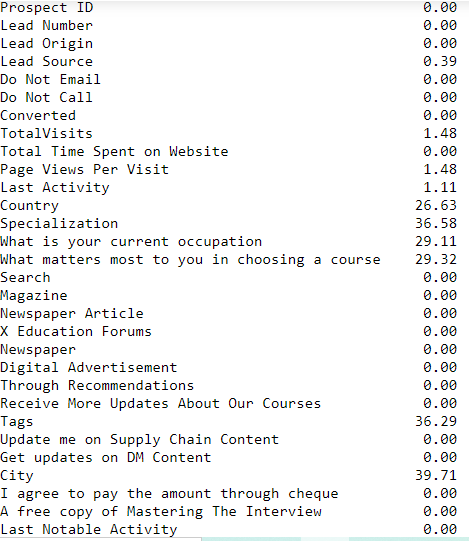 Prospect ID 0.00
Lead Number 0.00
Lead Origin 0.00
Lead Source 0.39
Do Not Email 0.00
Do Not Call 0.00
Converted 0.00
TotalVisits 1.48
Total Time Spent on Website 0.00
Page Views Per Visit 1.48
Last Activity 1.11
Country 26.63
Specialization 36.58
What is your current occupation 29.11
What matters most to you in choosing a course 29.32
Search 0.00
Magazine 0.00
Newspaper Article 0.00
X Education Forums 0.00
Newspaper 0.00
Digital Advertisement 0.00
Through Recommendations 0.00
Receive More Updates About Our Courses 0.00
Tags 36.29
Update me on Supply Chain Content 0.00
Get updates on DM Content 0.00
City 39.71
I agree to pay the amount through cheque 0.00
A free copy of Mastering The Interview 0.00
Last Notable Activity 0.00